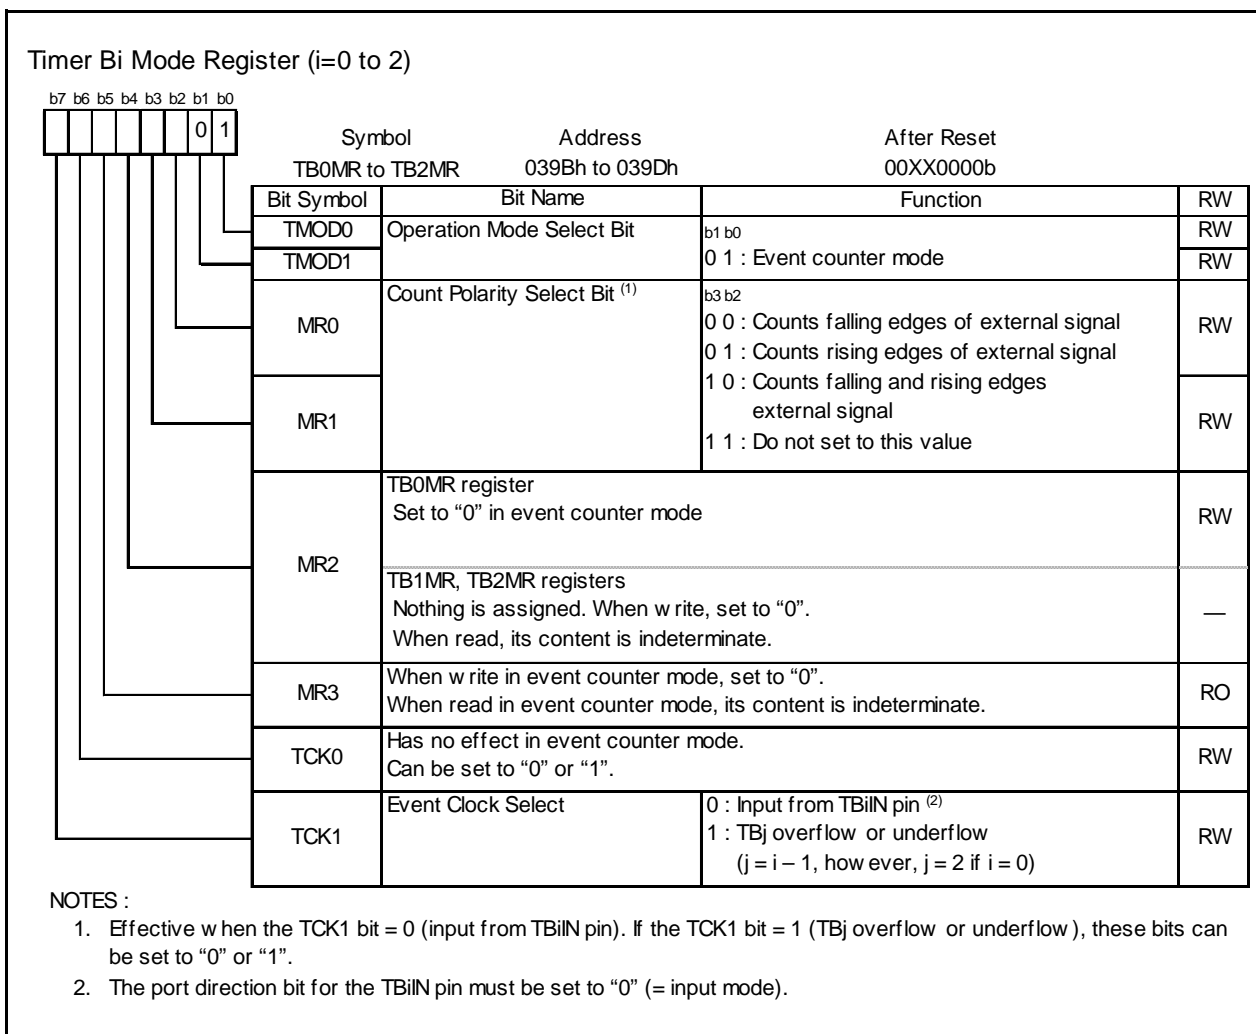 Timer Bi Mode Register (i=0 to 2)
b7 b6 b5 b4 b3 b2 b1 b0
0 1
Symbol Address After Reset
TB0MR to TB2MR 039Bh to 039Dh 00XX0000b
Bit Symbol Bit Name Function RW
TMOD0 Operation Mode Select Bit b1 b0 RW
TMOD1 0 1 : Event counter mode RW
Count Polarity Select Bit (1) b3 b2
MR0 0 0 : Counts falling edges of external signal RW
0 1 : Counts rising edges of external signal
1 0 : Counts falling and rising edges
external signal
MR1 RW
1 1 : Do not set to this value
TB0MR register
Set to “0” in event counter mode RW
MR2
TB1MR, TB2MR registers
Nothing is assigned. When write, set to “0”. —
When read, its content is indeterminate.
When write in event counter mode, set to “0”.
MR3 RO
When read in event counter mode, its content is indeterminate.
Has no effect in event counter mode.
TCK0 RW
Can be set to “0” or “1”.
Event Clock Select 0 : Input from TBiIN pin (2)
TCK1 1 : TBj overflow or underflow RW
(j = i – 1, however, j = 2 if i = 0)
NOTES :
1. Effective when the TCK1 bit = 0 (input from TBiIN pin). If the TCK1 bit = 1 (TBj overflow or underflow), these bits can
be set to “0” or “1”.
2. The port direction bit for the TBiIN pin must be set to “0” (= input mode).